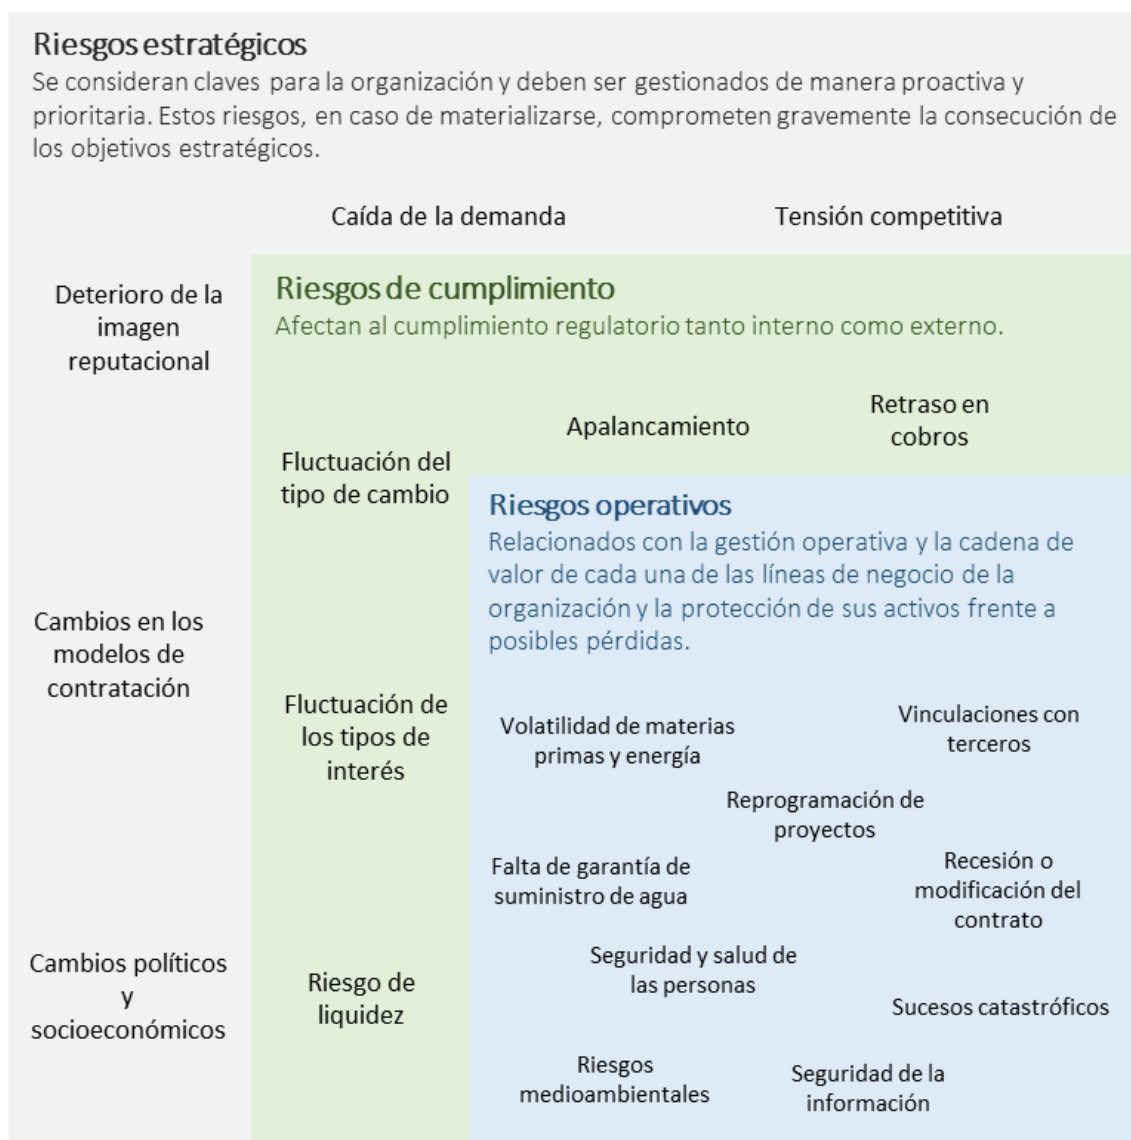 Riesgos estratégicos
Se consideran claves para la organización y deben ser gestionados de manera proactiva y
prioritaria. Estos riesgos, en caso de materializarse, comprometen gravemente la consecución de
los objetivos estratégicos.
Caída de la demanda
Tensión competitiva
Deterioro de la
imagen
reputacional
Cambios en los
modelos de
contratación
Cambios políticos
y
socioeconómicos
Riesgos de cumplimiento
Afectan al cumplimiento regulatorio tanto interno como externo.
Apalancamiento
Retraso en
cobros
Fluctuación del
tipo de cambio
Fluctuación de
los tipos de
interés
Riesgo de
liquidez
Riesgos operativos
Relacionados con la gestión operativa y la cadena de
valor de cada una de las líneas de negocio de la
organización y la protección de sus activos frente a
posibles pérdidas.
Volatilidad de materias
primas y energía
Vinculaciones con
terceros
Reprogramación de
proyectos
Falta de garantía de
suministro de agua
Recesión o
modificación del
contrato
Seguridad y salud de
las personas
Sucesos catastróficos
Riesgos
medioambientales
Seguridad de la
información